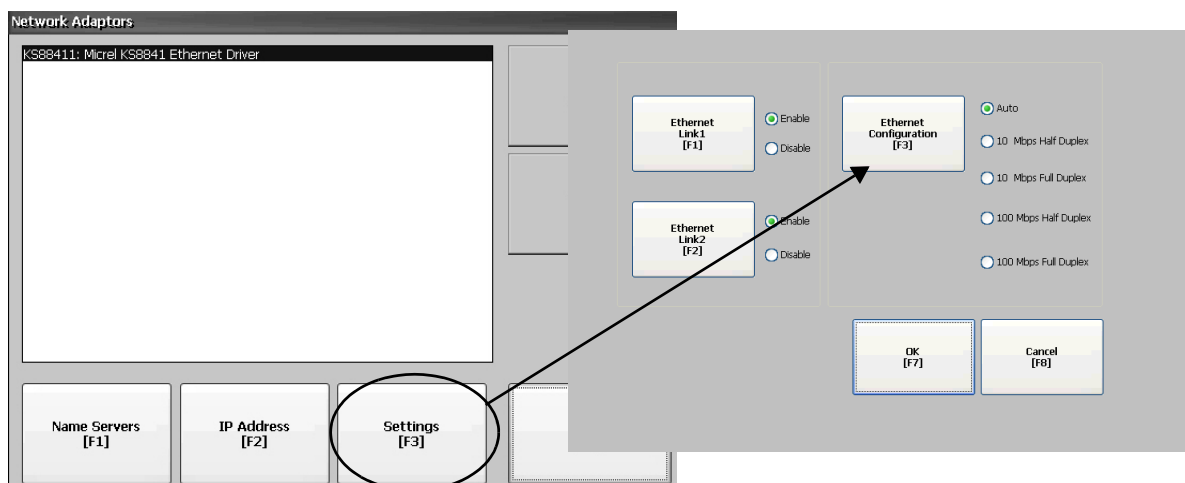 Network Adaptors
KS88411: Micrel KS8841 Ethernet Driver
Name Servers
[F1]
IP Address
[F2]
Settings
[F3]
Ethernet
Link1
[F1]
Enable
Disable
Ethernet
Link2
[F2]
Enable
Disable
Ethernet
Configuration
[F3]
Auto
10 Mbps Half Duplex
10 Mbps Full Duplex
100 Mbps Half Duplex
100 Mbps Full Duplex
OK
[F7]
Cancel
[F8]